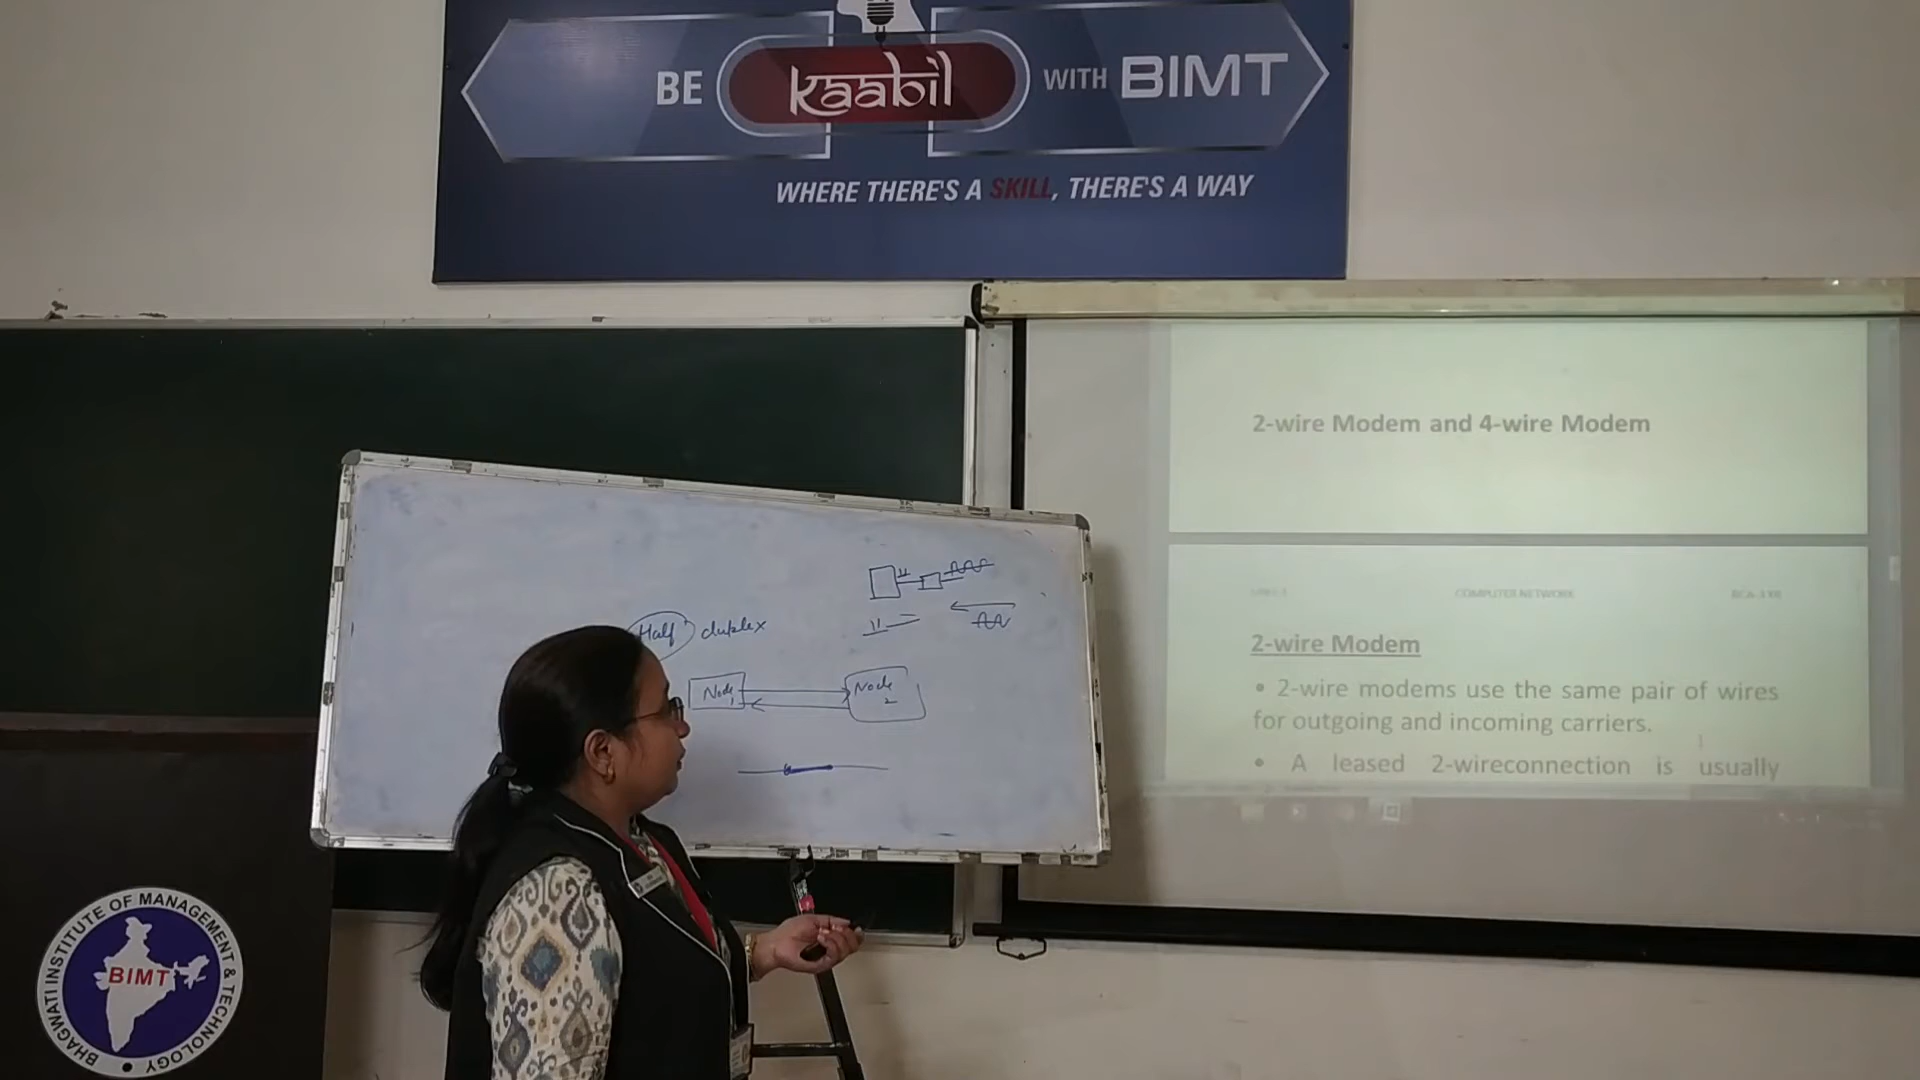 BE kaabil WITH BIMT
WHERE THERE'S A SKILL, THERE'S A WAY
2-wire Modem and 4-wire Modem
COMPUTER NETWORK
2-wire Modem
• 2-wire modems use the same pair of wires
for outgoing and incoming carriers.
• A leased 2-wireconnection is usually
Half duplex
Node 1
Node 2
BHAGWATI INSTITUTE OF MANAGEMENT & TECHNOLOGY
BIMT